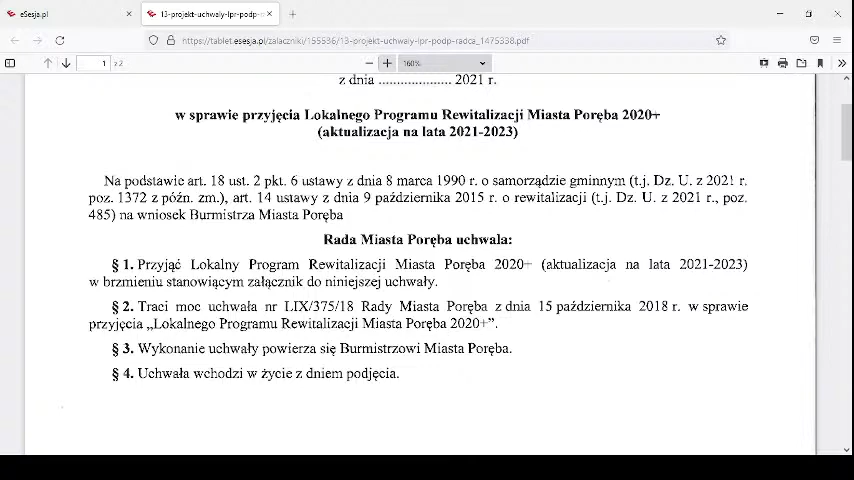 eSesja.pl
13-projekt-uchwaly-lpr-podp-r
https://tablet.esesja.pl/zalaczniki/155536/13-projekt-uchwaly-lpr-podp-radca_1475338.pdf
1 z 2
160%
z dnia .................... 2021 r.
w sprawie przyjęcia Lokalnego Programu Rewitalizacji Miasta Poręba 2020+
(aktualizacja na lata 2021-2023)
Na podstawie art. 18 ust. 2 pkt. 6 ustawy z dnia 8 marca 1990 r. o samorządzie gminnym (t.j. Dz. U. z 2021 r.
poz. 1372 z późn. zm.), art. 14 ustawy z dnia 9 października 2015 r. o rewitalizacji (t.j. Dz. U. z 2021 r., poz.
485) na wniosek Burmistrza Miasta Poręba
Rada Miasta Poręba uchwala:
§ 1. Przyjąć Lokalny Program Rewitalizacji Miasta Poręba 2020+ (aktualizacja na lata 2021-2023)
w brzmieniu stanowiącym załącznik do niniejszej uchwały.
§ 2. Traci moc uchwała nr LIX/375/18 Rady Miasta Poręba z dnia 15 października 2018 r. w sprawie
przyjęcia „Lokalnego Programu Rewitalizacji Miasta Poręba 2020+”.
§ 3. Wykonanie uchwały powierza się Burmistrzowi Miasta Poręba.
§ 4. Uchwała wchodzi w życie z dniem podjęcia.